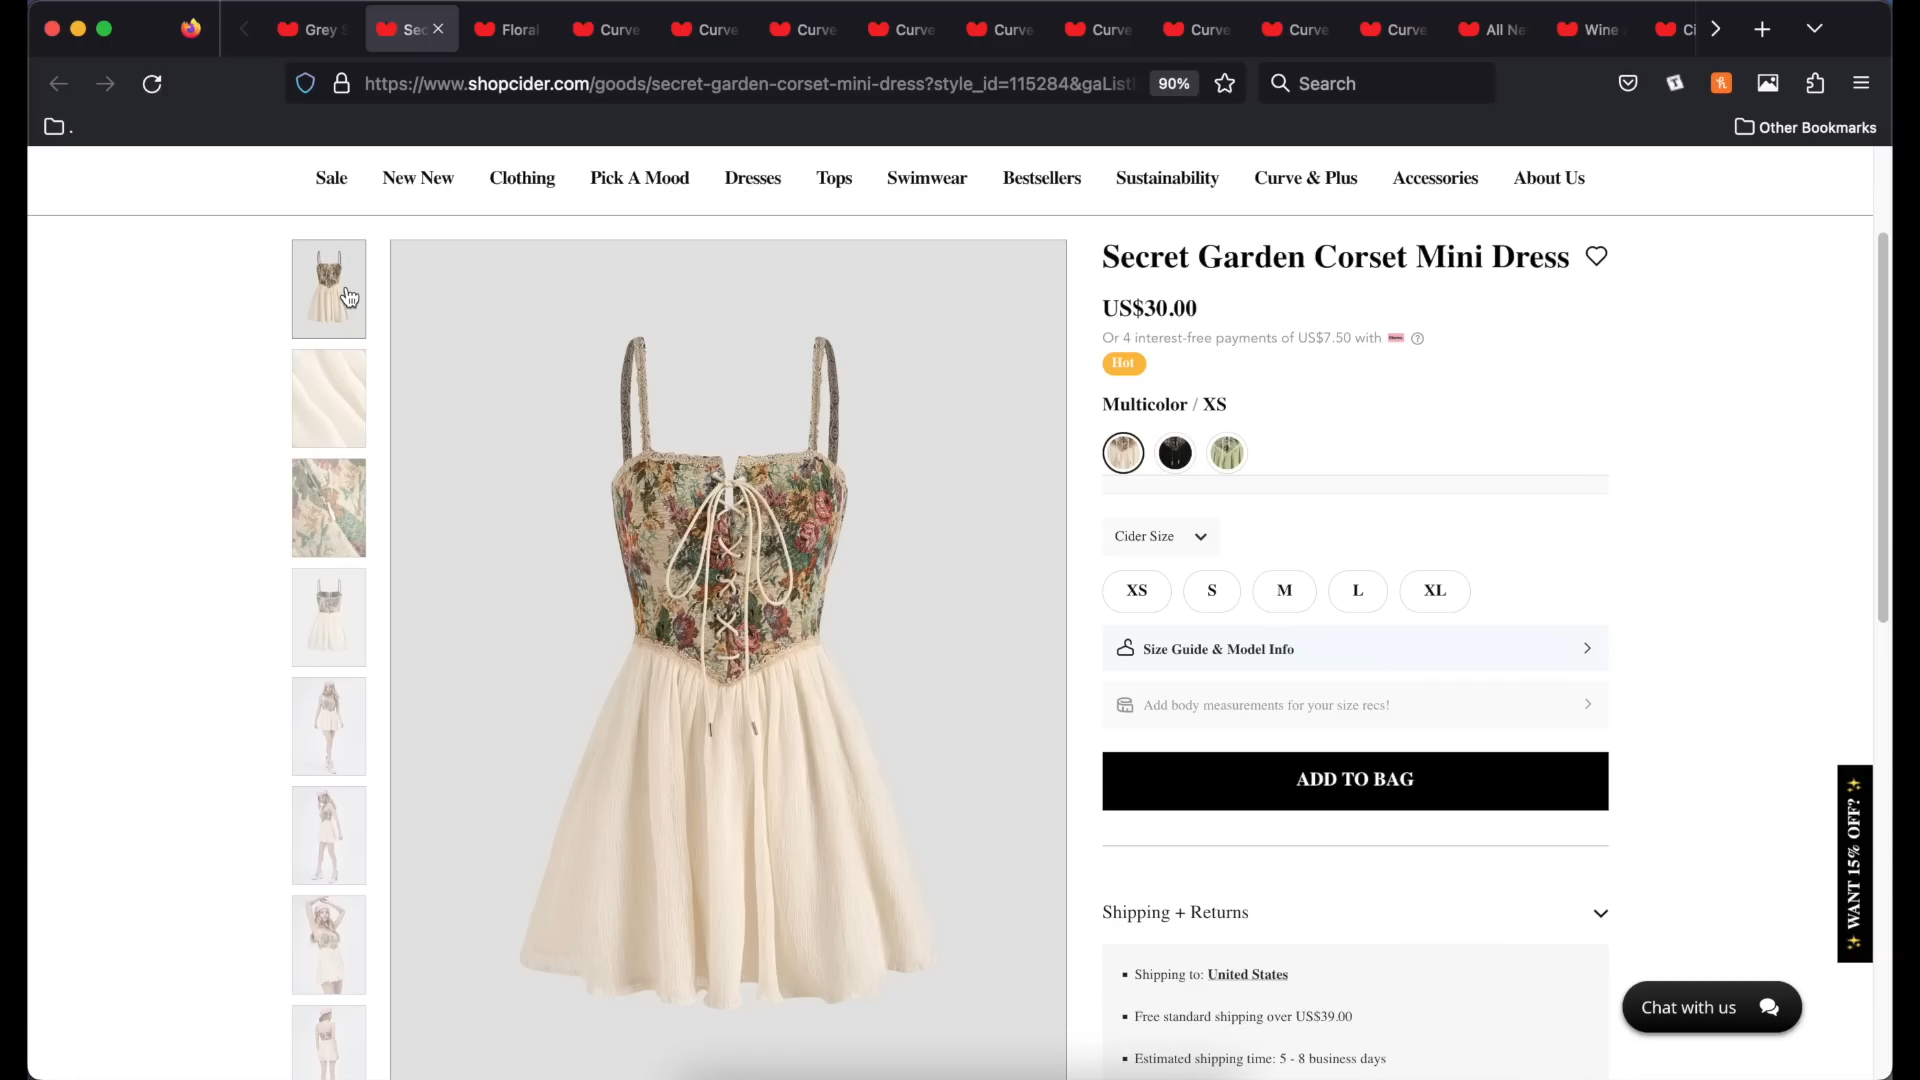 Grey S
Sec
Floral
Curve
Curve
Curve
Curve
Curve
Curve
Curve
Curve
Curve
All Ne
Wine
Ci
https://www.shopcider.com/goods/secret-garden-corset-mini-dress?style_id=115284&gaListI
90%
Search
.
Other Bookmarks
Sale
New New
Clothing
Pick A Mood
Dresses
Tops
Swimwear
Bestsellers
Sustainability
Curve & Plus
Accessories
About Us
Secret Garden Corset Mini Dress
US$30.00
Or 4 interest-free payments of US$7.50 with
Hot
Multicolor / XS
Cider Size
XS
S
M
L
XL
Size Guide & Model Info
Add body measurements for your size recs!
ADD TO BAG
✨ WANT 15% OFF? ✨
Shipping + Returns
▪ Shipping to: United States
▪ Free standard shipping over US$39.00
▪ Estimated shipping time: 5 - 8 business days
Chat with us